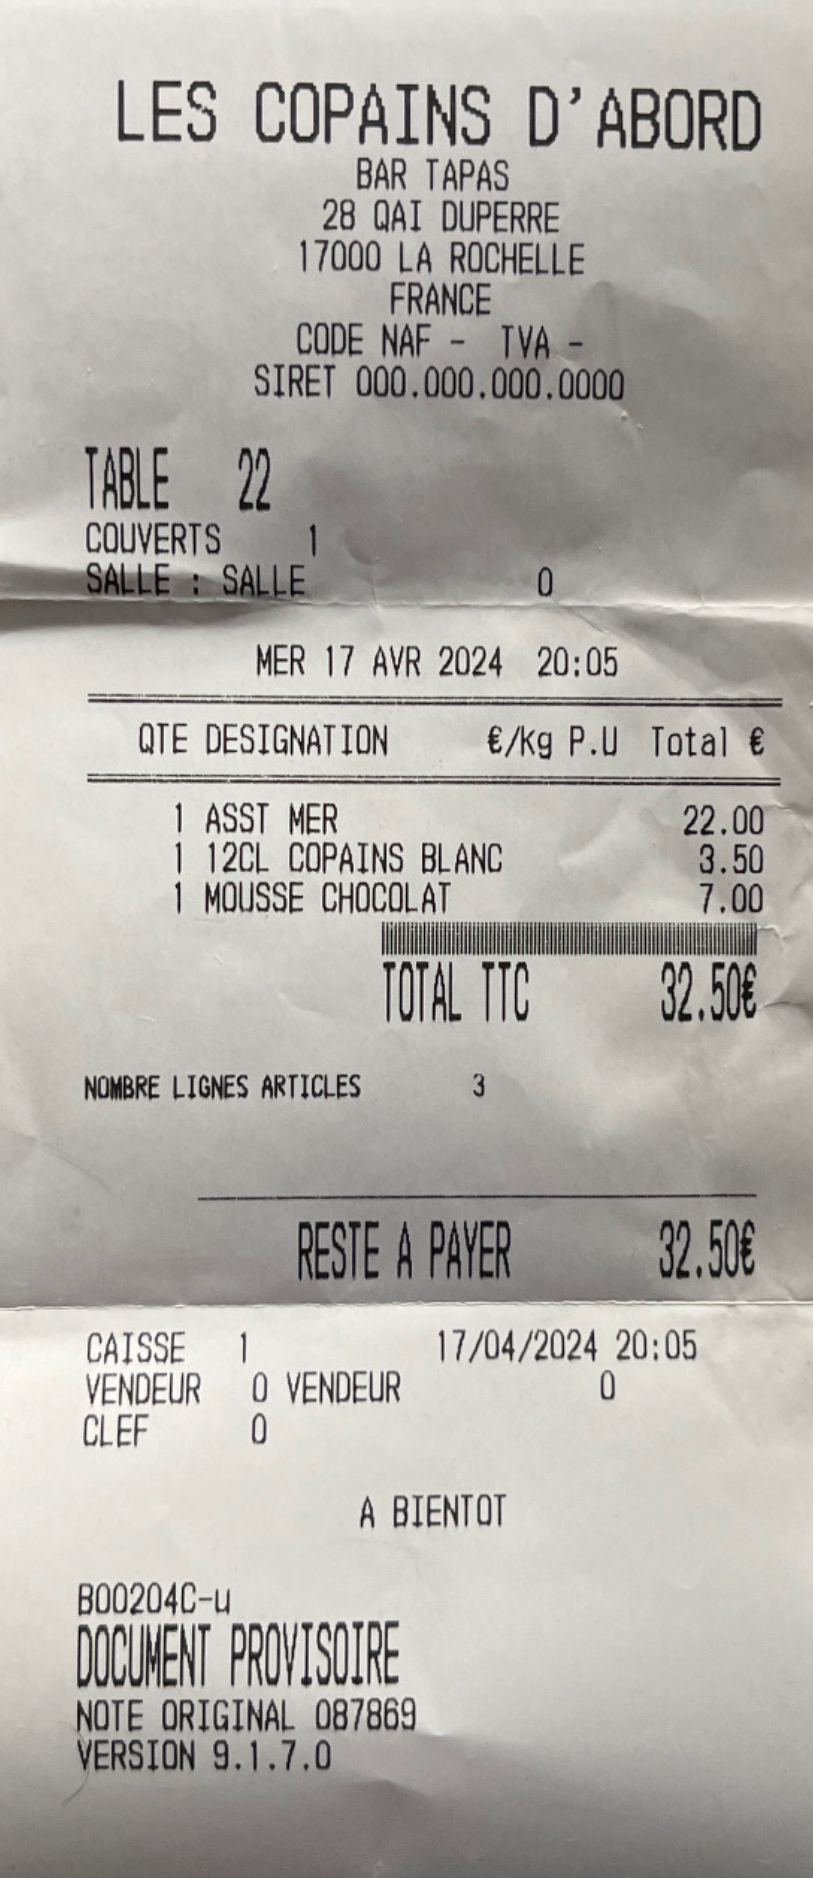 LES COPAINS D'ABORD
BAR TAPAS
28 QAI DUPERRE
17000 LA ROCHELLE
FRANCE
CODE NAF - TVA -
SIRET 000.000.000.0000
TABLE 22
COUVERTS 1
SALLE : SALLE 0
MER 17 AVR 2024 20:05
QTE DESIGNATION €/Kg P.U Total €
1 ASST MER 22.00
1 12CL COPAINS BLANC 3.50
1 MOUSSE CHOCOLAT 7.00
TOTAL TTC 32.50€
NOMBRE LIGNES ARTICLES 3
RESTE A PAYER 32.50€
CAISSE 1 17/04/2024 20:05
VENDEUR 0 VENDEUR 0
CLEF 0
A BIENTOT
B00204C-u
DOCUMENT PROVISOIRE
NOTE ORIGINAL 087869
VERSION 9.1.7.0